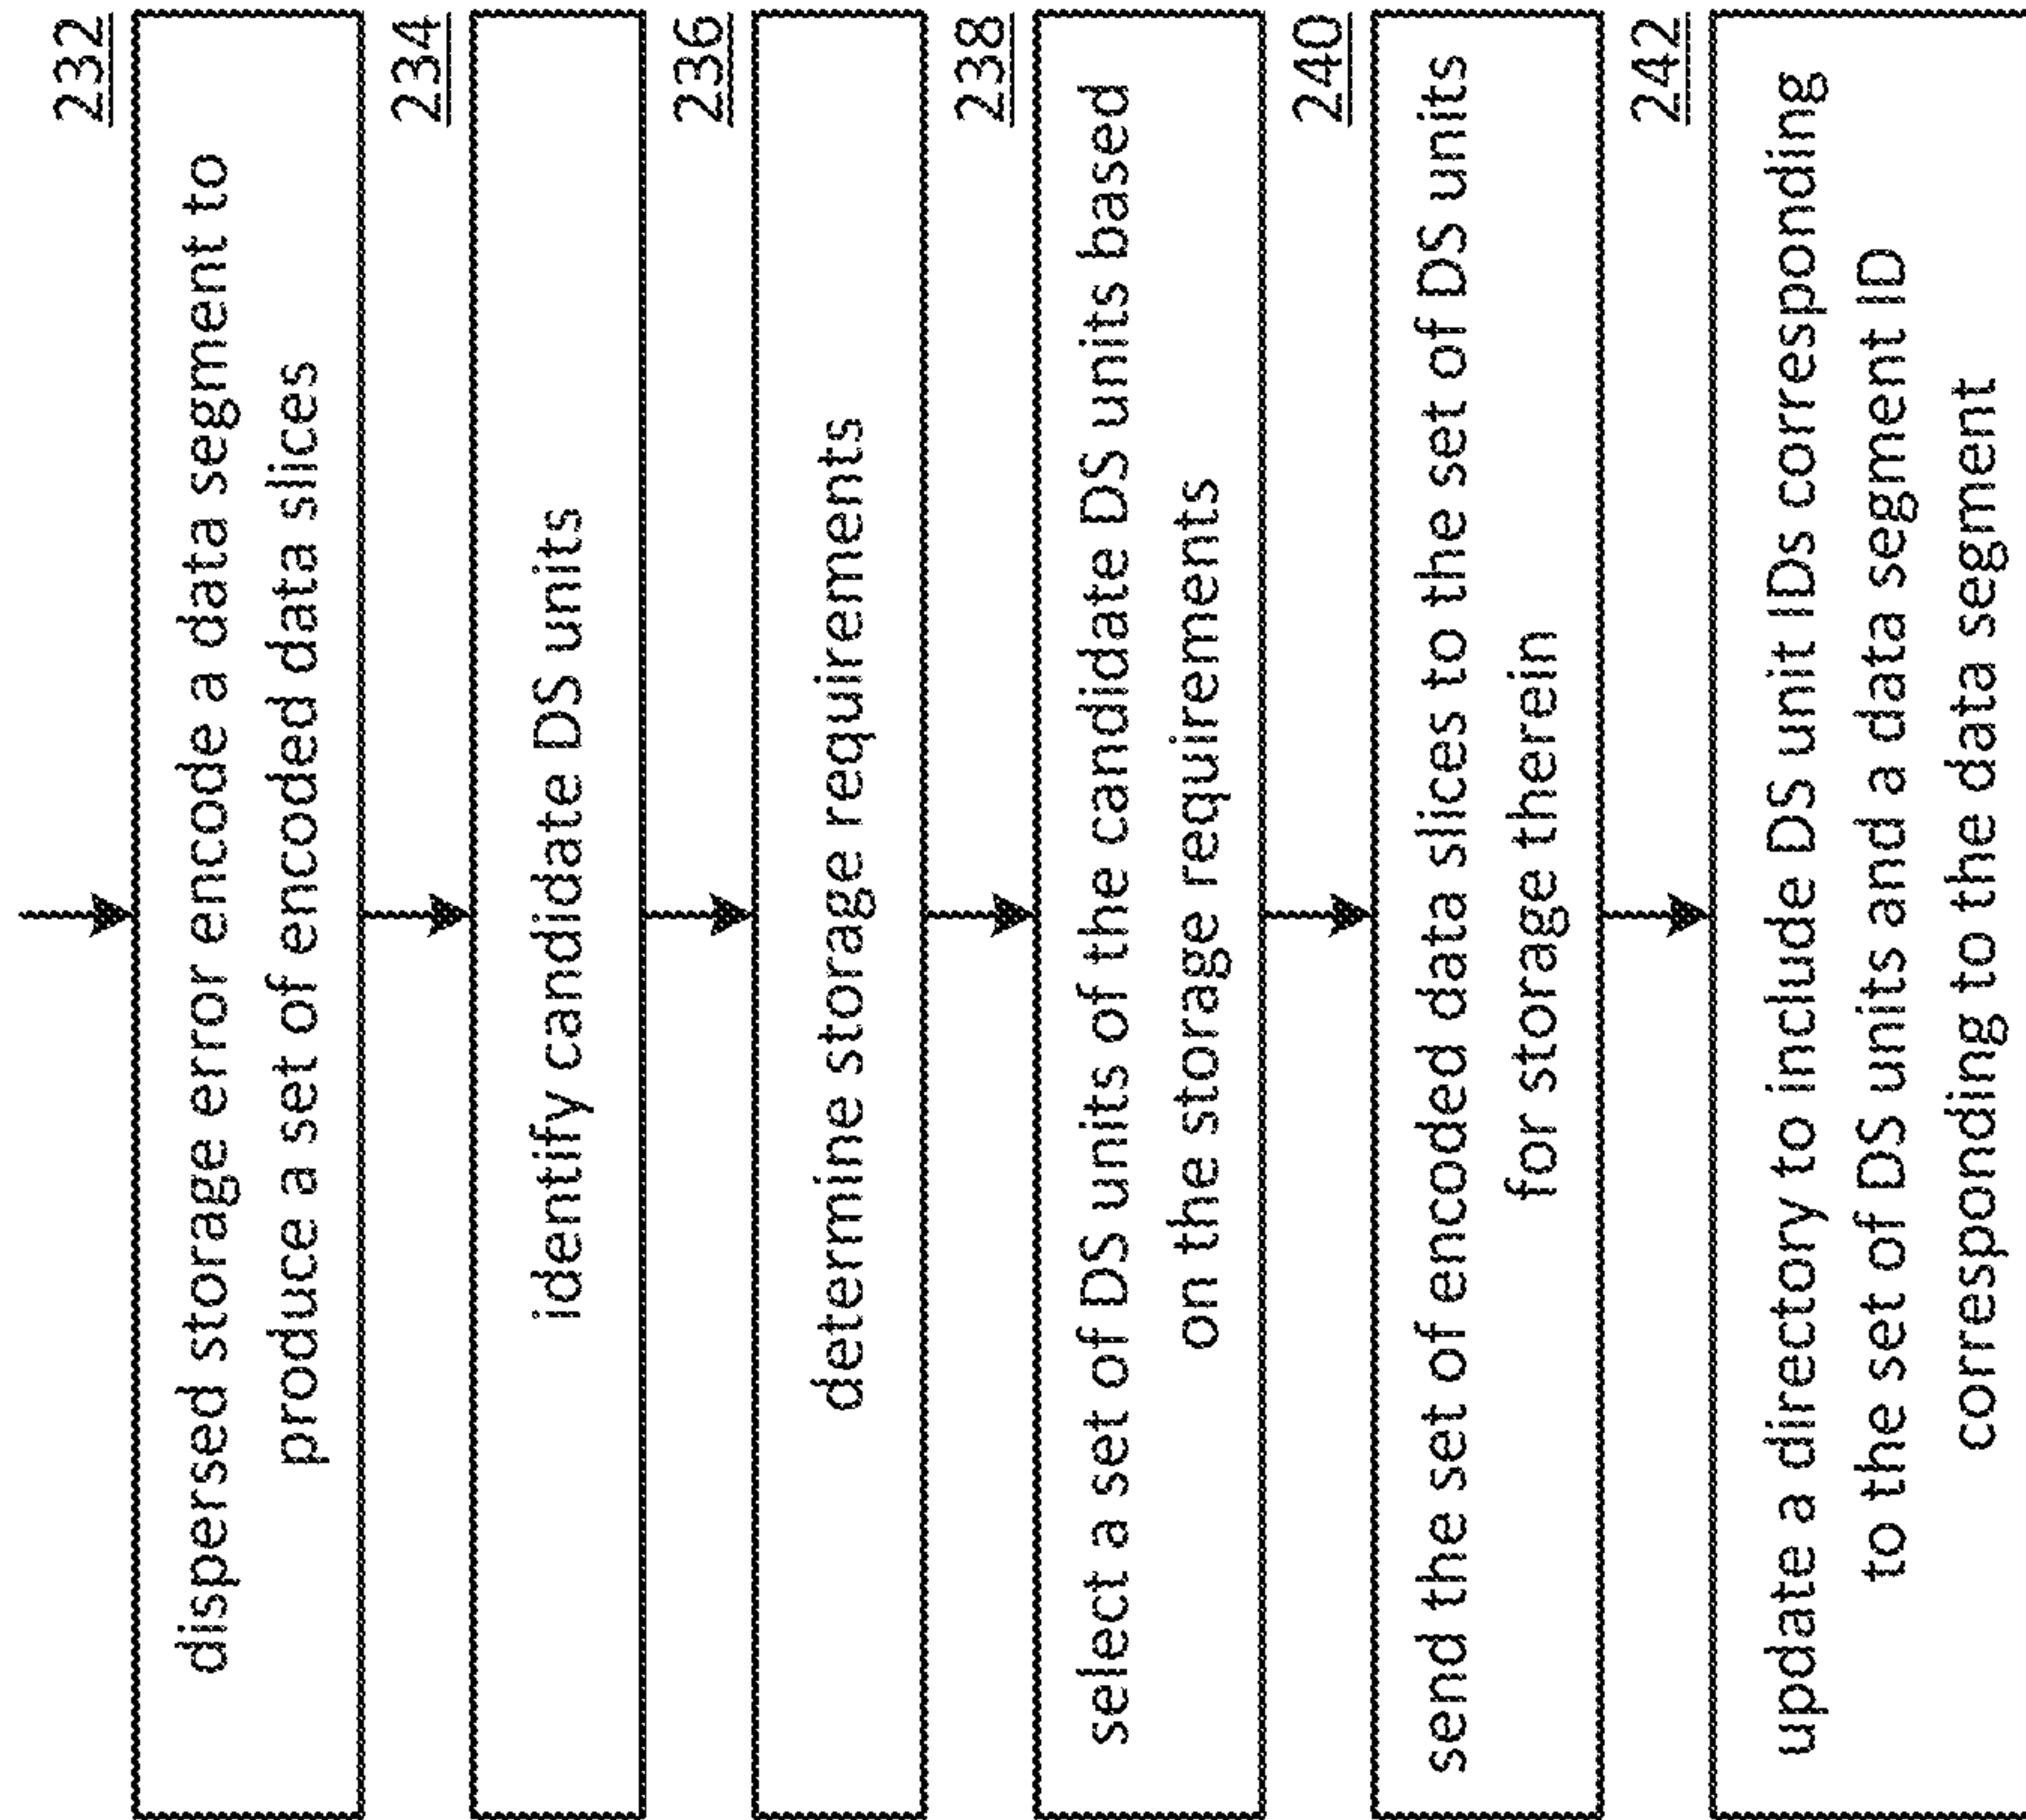 232
dispersed storage error encode a data segment to
produce a set of encoded data slices
234
identify candidate DS units
236
determine storage requirements
238
select a set of DS units of the candidate DS units based
on the storage requirements
240
send the set of encoded data slices to the set of DS units
for storage therein
242
update a directory to include DS unit IDs corresponding
to the set of DS units and a data segment ID
corresponding to the data segment